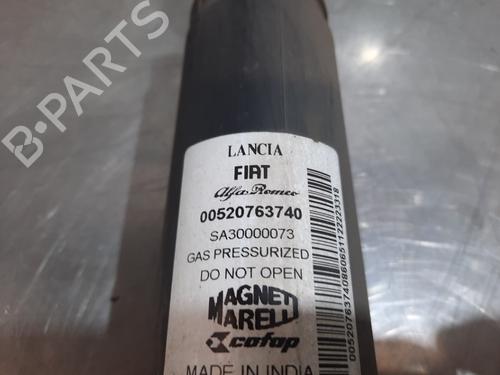 B-PARTS
LANCIA
FIAT
Alfa Romeo
00520763740
SA30000073
GAS PRESSURIZED
DO NOT OPEN
MAGNETI
MARELLI
cofap
MADE IN INDIA